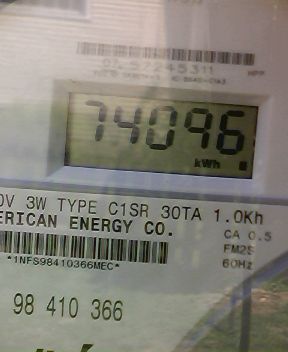 74096
kWh
0V 3W TYPE C1SR 30TA 1.0Kh
ERICAN ENERGY CO.
CA 0.5
FM2S
*1NFS98410366MEC*
60Hz
98 410 366